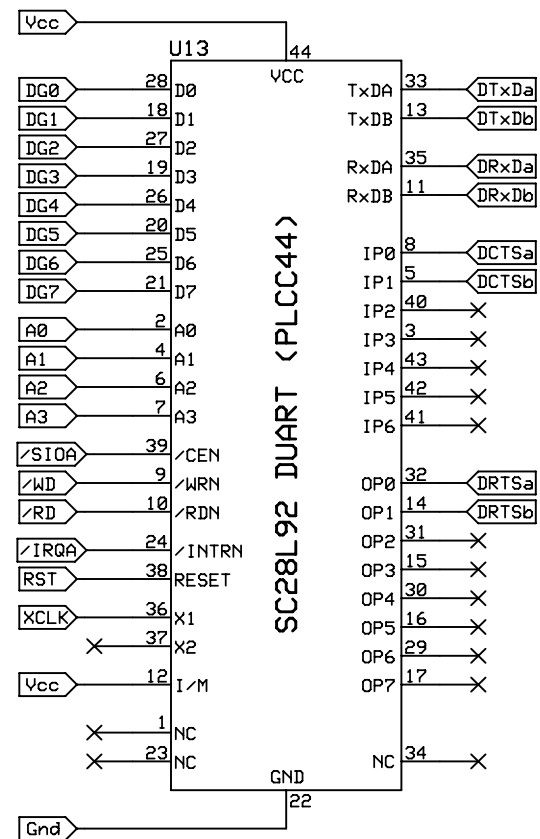 Vcc
U13
44
VCC
DG0 28 D0 TxDA 33 DTxDa
DG1 18 D1 TxDB 13 DTxDb
DG2 27 D2
DG3 19 D3 RxDA 35 DRxDa
DG4 26 D4 RxDB 11 DRxDb
DG5 20 D5
DG6 25 D6 IP0 8 DCTSa
DG7 21 D7 IP1 5 DCTSb
IP2 40
A0 2 A0 IP3 3
A1 4 A1 IP4 43
A2 6 A2 IP5 42
A3 7 A3 IP6 41
/SIOA 39 /CEN
/WD 9 /WRN OP0 32 DRTSa
/RD 10 /RDN OP1 14 DRTSb
/IRQA 24 /INTRN OP2 31
RST 38 RESET OP3 15
OP4 30
XCLK 36 X1 OP5 16
37 X2 OP6 29
Vcc 12 I/M OP7 17
1 NC
23 NC NC 34
SC28L92 DUART (PLCC44)
GND
22
Gnd